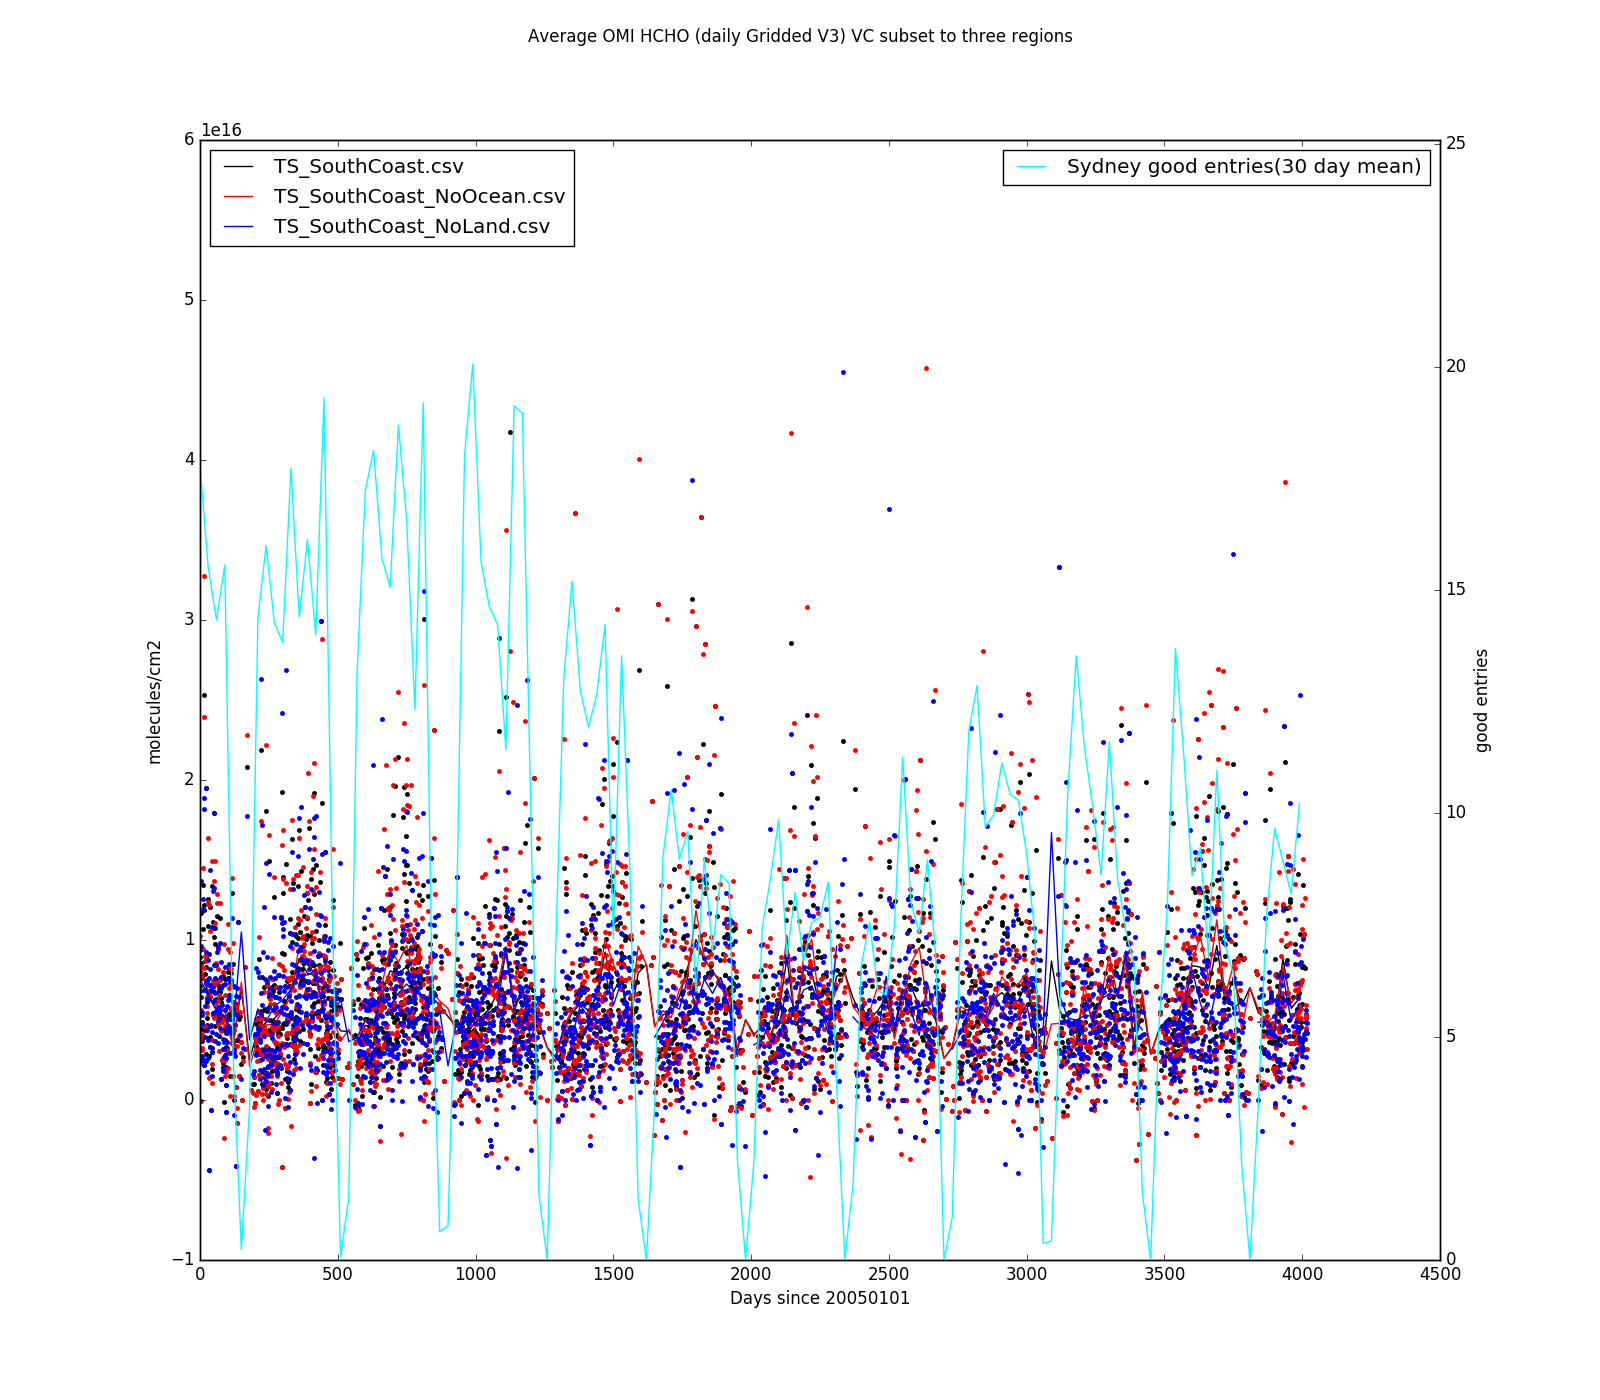 Average OMI HCHO (daily Gridded V3) VC subset to three regions
1e16
TS_SouthCoast.csv
TS_SouthCoast_NoOcean.csv
TS_SouthCoast_NoLand.csv
Sydney good entries(30 day mean)
6
5
4
3
2
1
0
−1
molecules/cm2
25
20
15
10
5
0
good entries
0 500 1000 1500 2000 2500 3000 3500 4000 4500
Days since 20050101